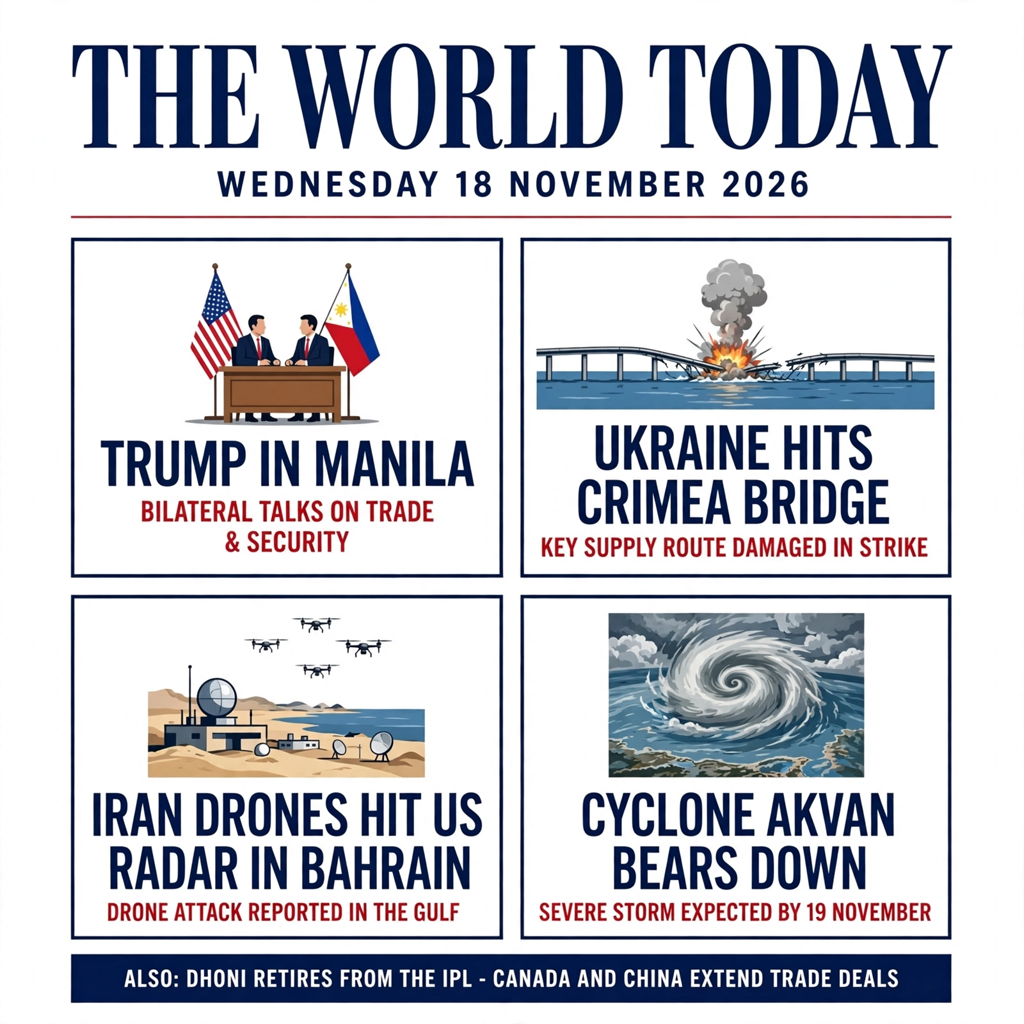 THE WORLD TODAY
WEDNESDAY 18 NOVEMBER 2026
TRUMP IN MANILA
BILATERAL TALKS ON TRADE
& SECURITY
UKRAINE HITS
CRIMEA BRIDGE
KEY SUPPLY ROUTE DAMAGED IN STRIKE
IRAN DRONES HIT US
RADAR IN BAHRAIN
DRONE ATTACK REPORTED IN THE GULF
CYCLONE AKVAN
BEARS DOWN
SEVERE STORM EXPECTED BY 19 NOVEMBER
ALSO: DHONI RETIRES FROM THE IPL - CANADA AND CHINA EXTEND TRADE DEALS